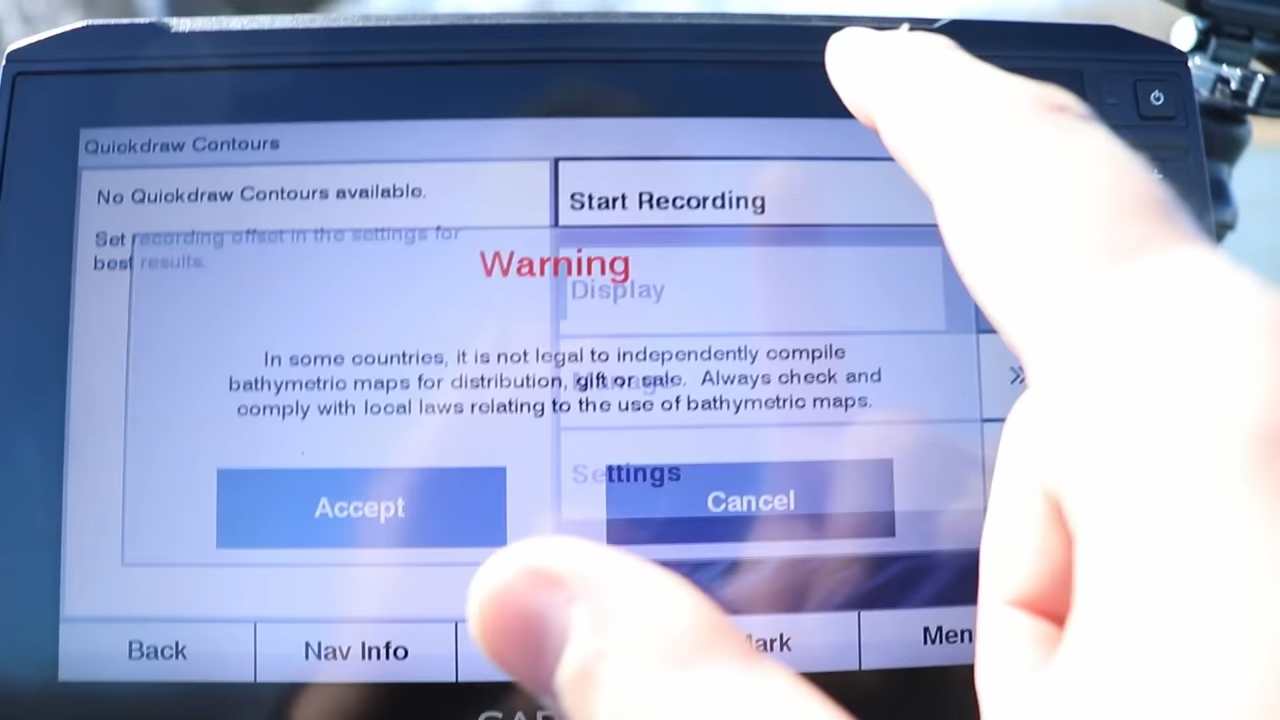 Quickdraw Contours
No Quickdraw Contours available.
Set recording offset in the settings for
best results.
Start Recording
Warning
Display
In some countries, it is not legal to independently compile
bathymetric maps for distribution, gift or sale. Always check and
comply with local laws relating to the use of bathymetric maps.
Settings
Accept
Cancel
Back
Nav Info
ark
Men